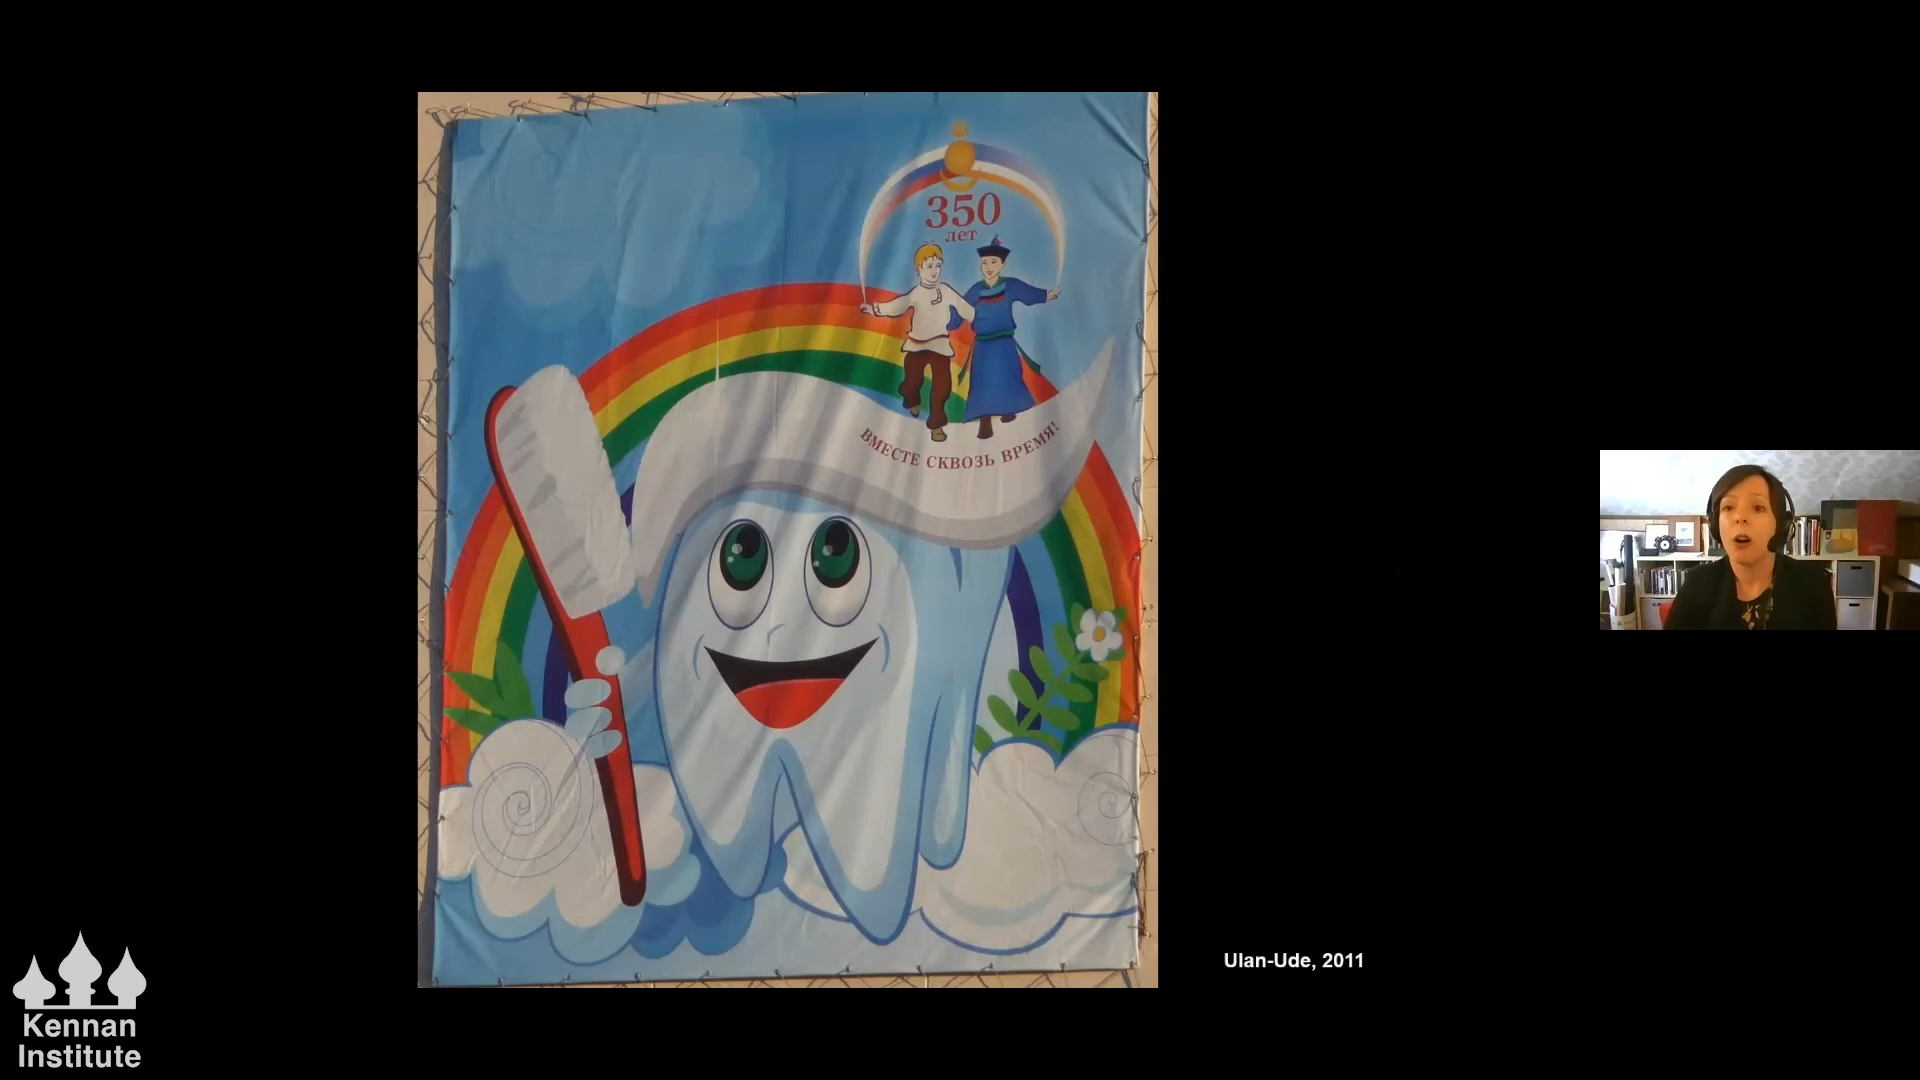 350
лет
ВМЕСТЕ СКВОЗЬ ВРЕМЯ!
Ulan-Ude, 2011
Kennan
Institute